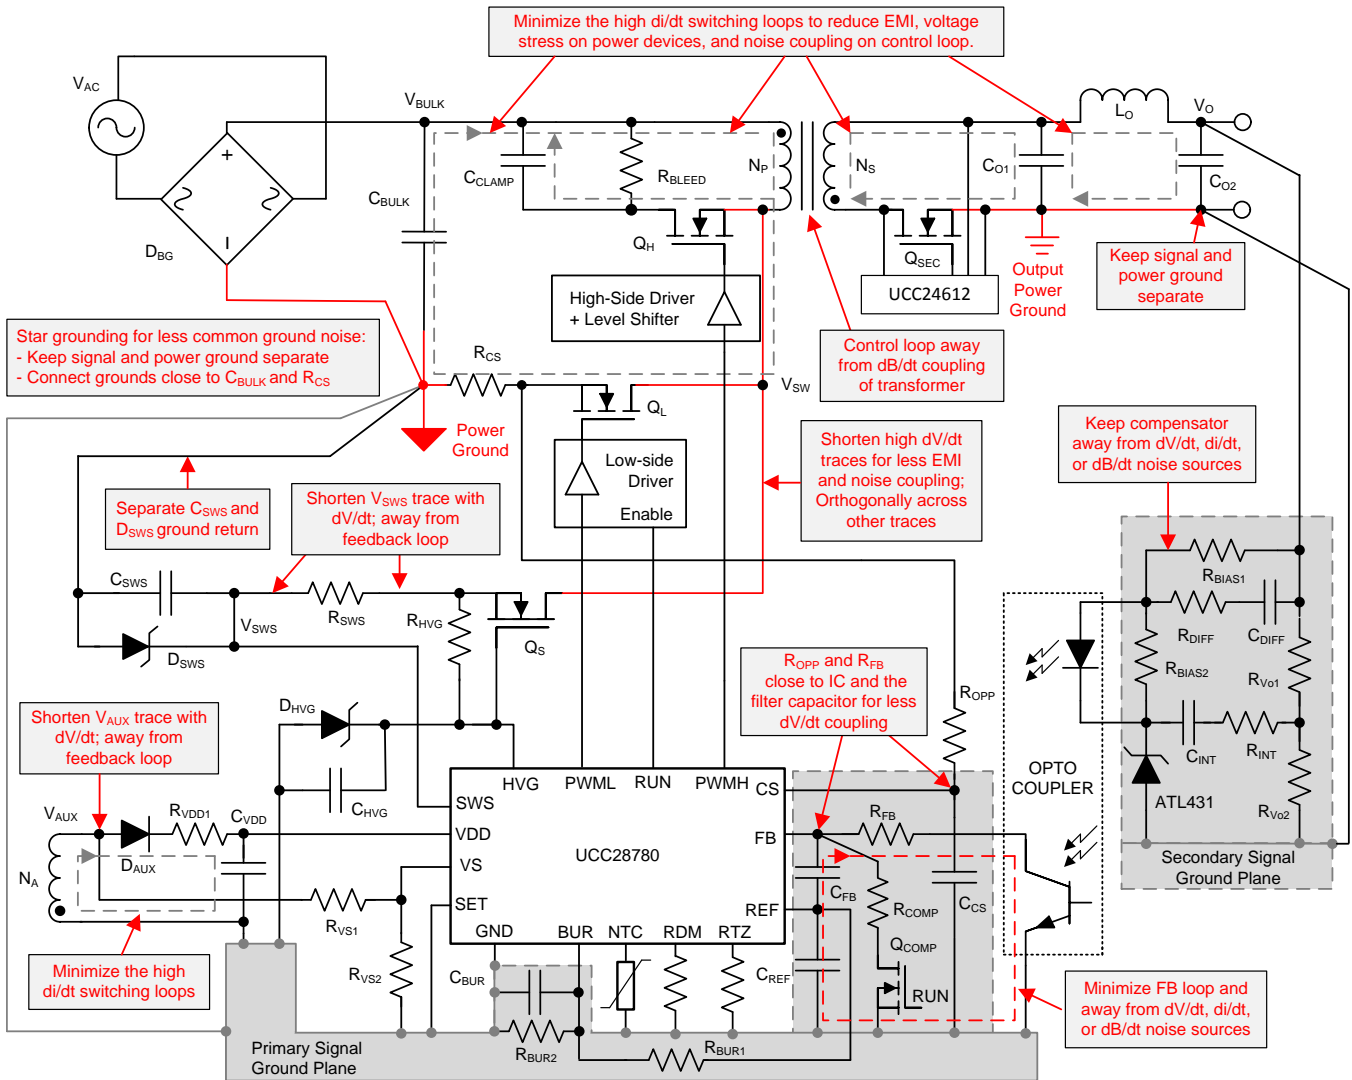 Minimize the high di/dt switching loops to reduce EMI, voltage
stress on power devices, and noise coupling on control loop.
VAC
VBULK
LO
VO
CCLAMP
RBLEED
NP
NS
CO1
CO2
CBULK
DBG
QH
QSEC
UCC24612
Output
Power
Ground
Keep signal and
power ground
separate
High-Side Driver
+ Level Shifter
Star grounding for less common ground noise:
- Keep signal and power ground separate
- Connect grounds close to CBULK and RCS
RCS
Control loop away
from dB/dt coupling
of transformer
VSW
QL
Power
Ground
Low-side
Driver
Enable
Shorten high dV/dt
traces for less EMI
and noise coupling;
Orthogonally across
other traces
Keep compensator
away from dV/dt, di/dt,
or dB/dt noise sources
Separate CSWS and
DSWS ground return
Shorten VSWS trace with
dV/dt; away from
feedback loop
CSWS
RSWS
VSWS
DSWS
RHVG
QS
RBIAS1
RDIFF
CDIFF
RBIAS2
RVo1
CINT
RINT
RVo2
ATL431
OPTO
COUPLER
Secondary Signal
Ground Plane
ROPP and RFB
close to IC and the
filter capacitor for less
dV/dt coupling
ROPP
DHVG
CHVG
Shorten VAUX trace with
dV/dt; away from
feedback loop
VAUX
RVDD1
CVDD
DAUX
NA
HVG
PWML
RUN
PWMH
SWS
VDD
VS
SET
GND
BUR
NTC
RDM
RTZ
CS
FB
REF
UCC28780
RFB
CFB
RCOMP
CCS
QCOMP
CREF
RUN
RVS1
RVS2
CBUR
RBUR2
RBUR1
Minimize the high
di/dt switching loops
Minimize FB loop and
away from dV/dt, di/dt,
or dB/dt noise sources
Primary Signal
Ground Plane